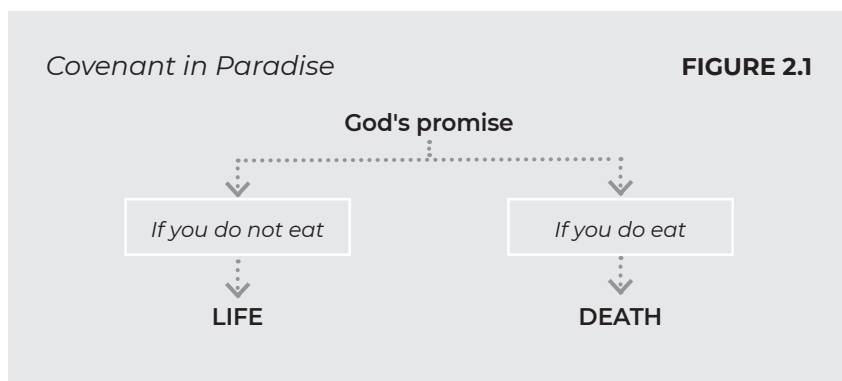 Covenant in Paradise FIGURE 2.1
God's promise
If you do not eat If you do eat
LIFE DEATH